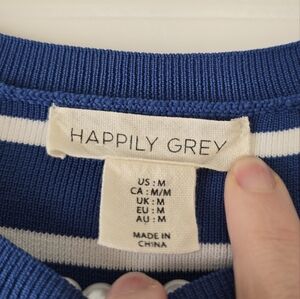 HAPPILY GREY
US : M
CA : M/M
UK : M
EU : M
AU : M
MADE IN
CHINA